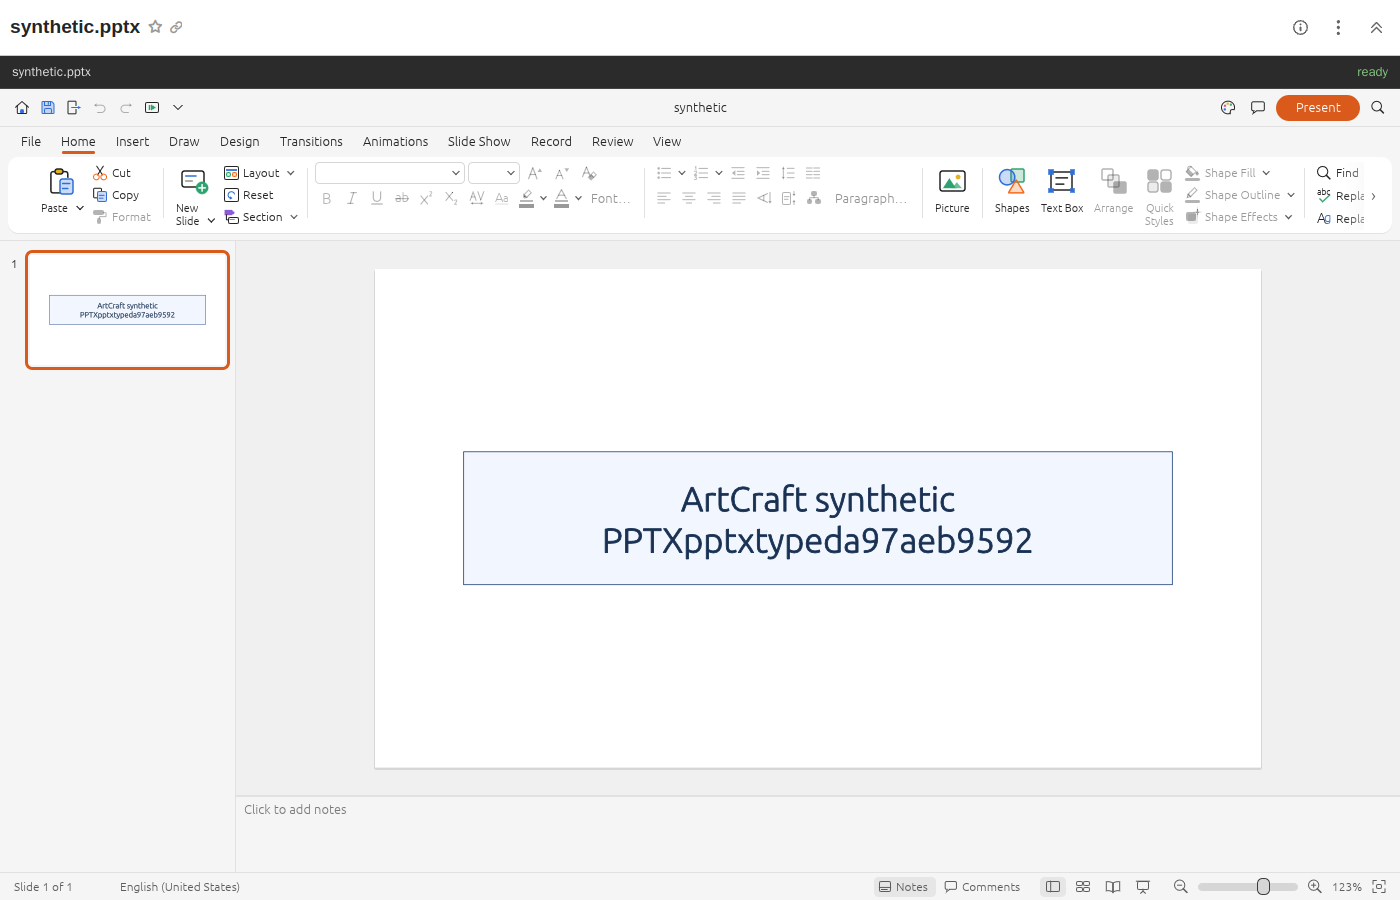 synthetic.pptx
synthetic.pptx
ready
synthetic
Present
File Home Insert Draw Design Transitions Animations Slide Show Record Review View
Paste
Cut
Copy
Format
New
Slide
Layout
Reset
Section
Font...
Paragraph...
Picture
Shapes
Text Box
Arrange
Quick
Styles
Shape Fill
Shape Outline
Shape Effects
Find
Repla
Repla
1
ArtCraft synthetic
PPTXpptxtypeda97aeb9592
ArtCraft synthetic
PPTXpptxtypeda97aeb9592
Click to add notes
Slide 1 of 1
English (United States)
Notes
Comments
123%